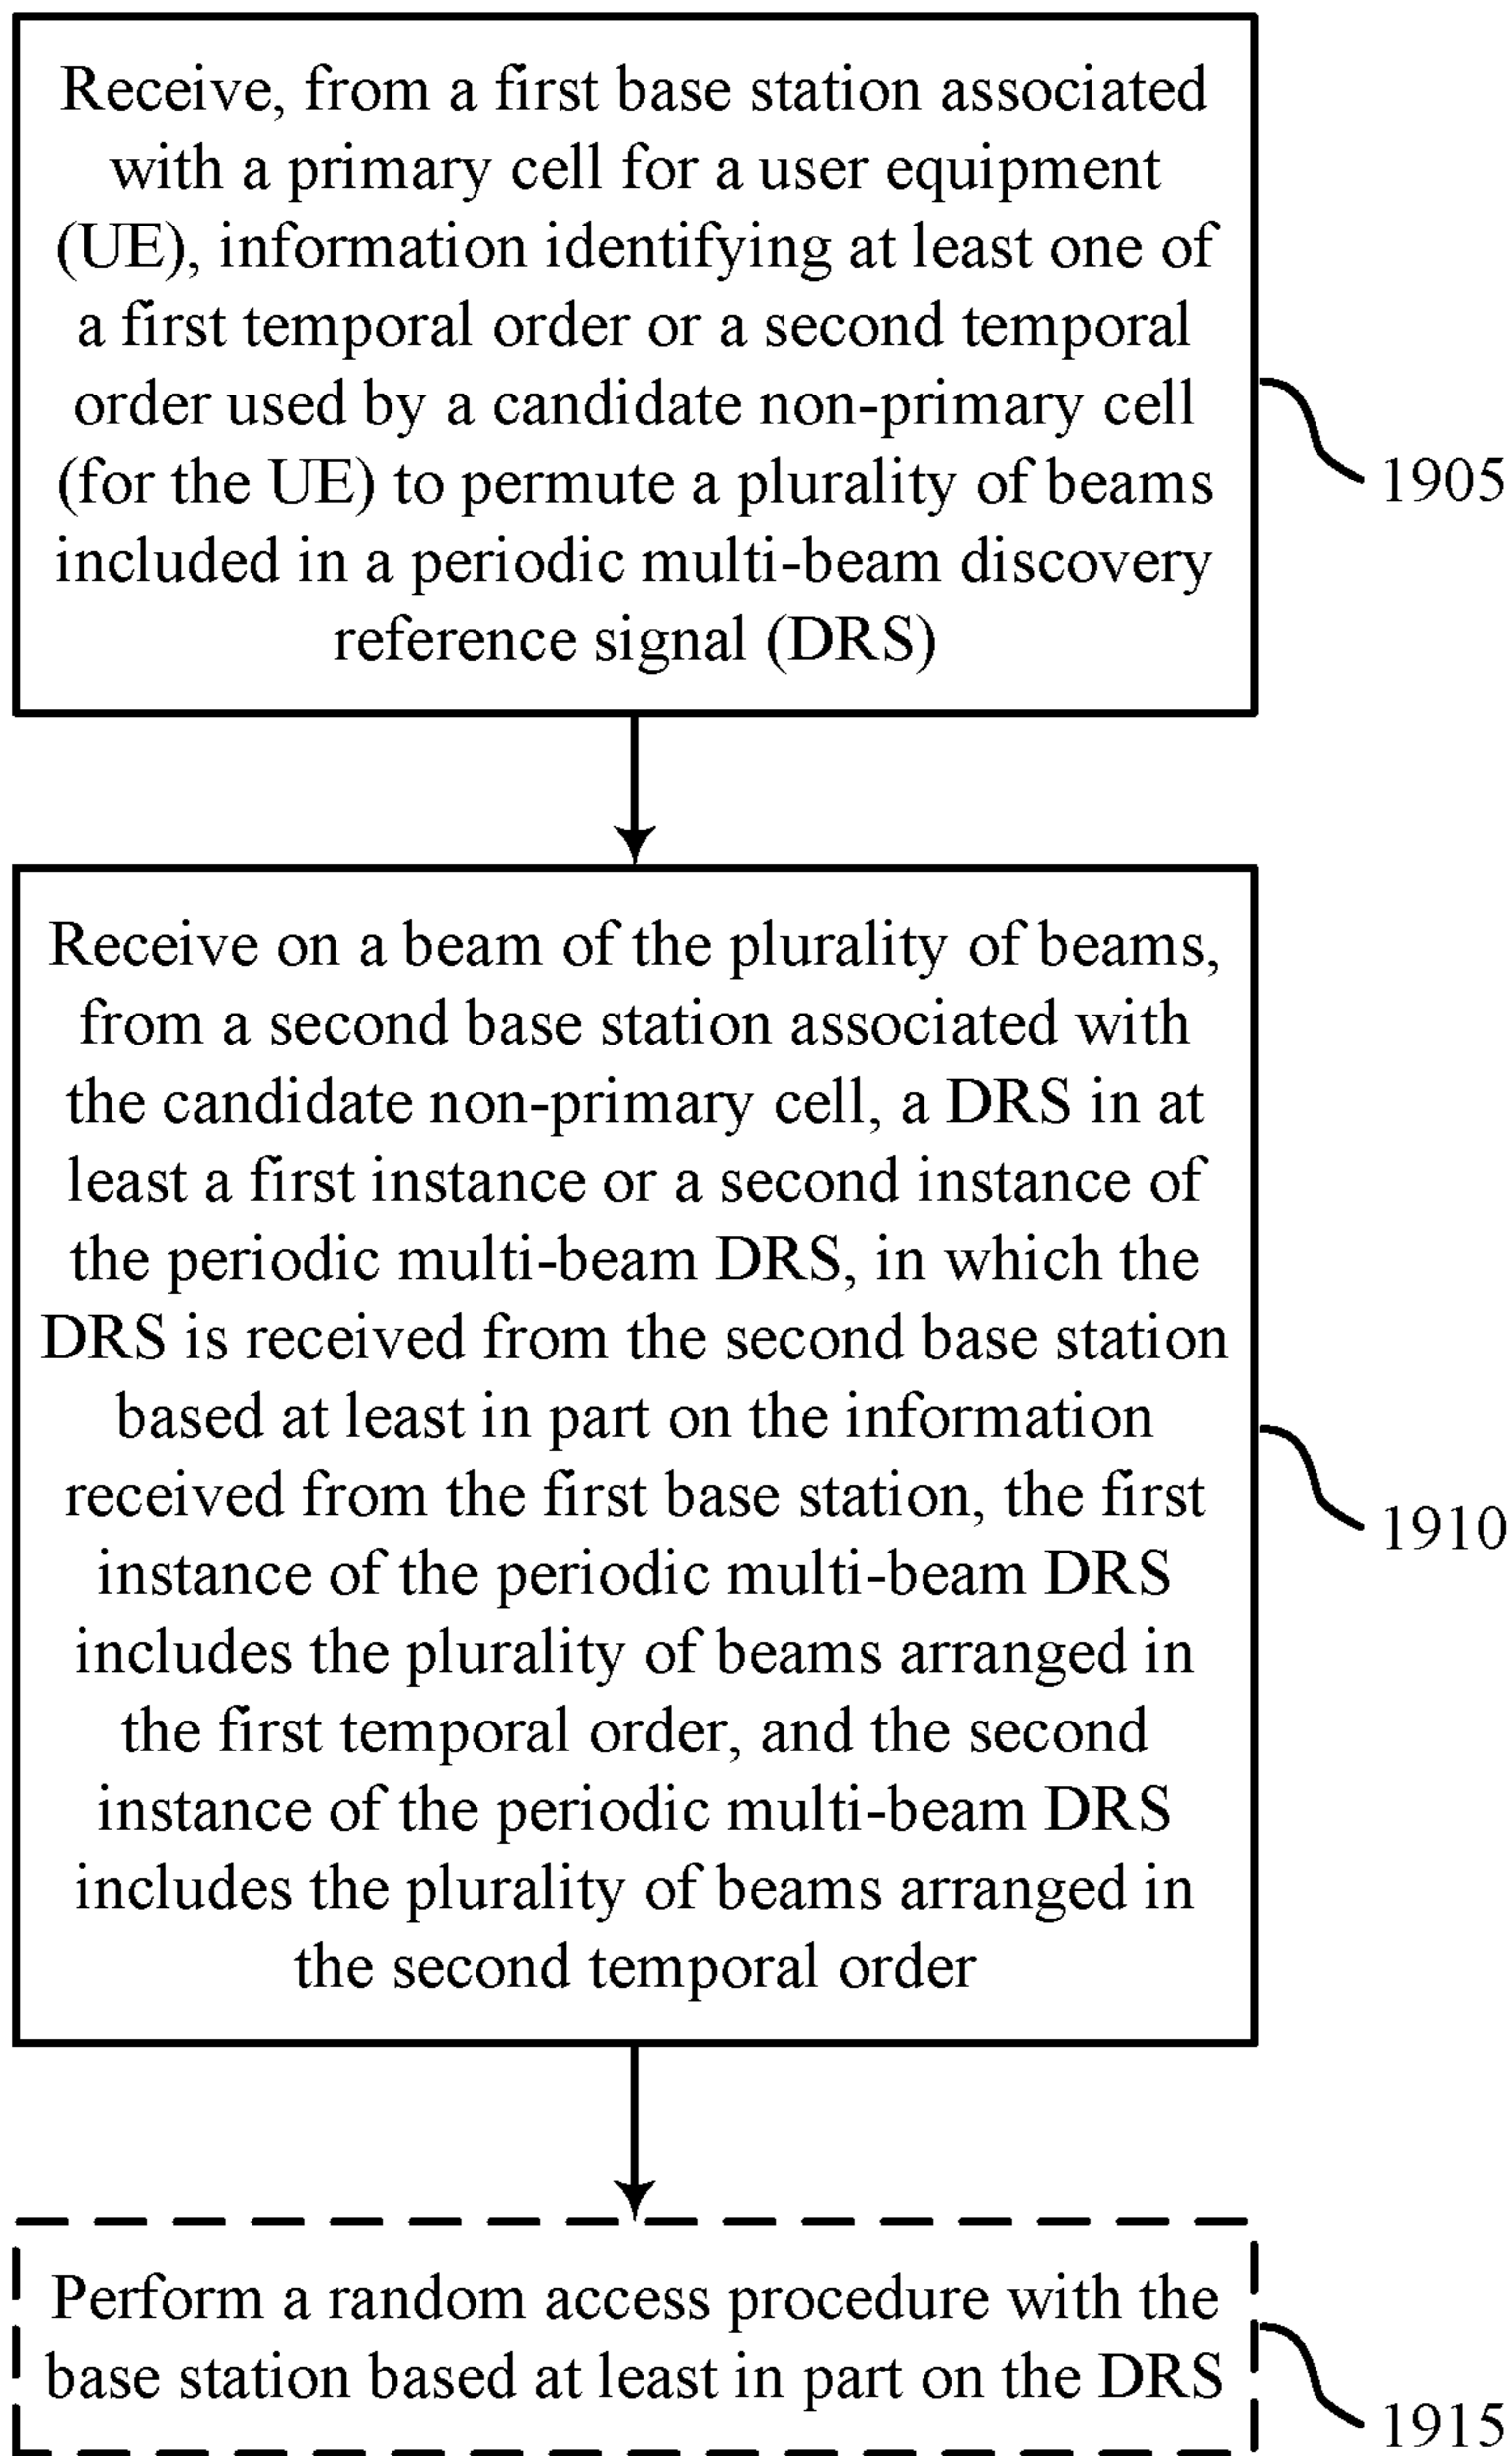 Receive, from a first base station associated
with a primary cell for a user equipment
(UE), information identifying at least one of
a first temporal order or a second temporal
order used by a candidate non-primary cell
(for the UE) to permute a plurality of beams
included in a periodic multi-beam discovery
reference signal (DRS)
1905
Receive on a beam of the plurality of beams,
from a second base station associated with
the candidate non-primary cell, a DRS in at
least a first instance or a second instance of
the periodic multi-beam DRS, in which the
DRS is received from the second base station
based at least in part on the information
received from the first base station, the first
instance of the periodic multi-beam DRS
includes the plurality of beams arranged in
the first temporal order, and the second
instance of the periodic multi-beam DRS
includes the plurality of beams arranged in
the second temporal order
1910
Perform a random access procedure with the
base station based at least in part on the DRS
1915